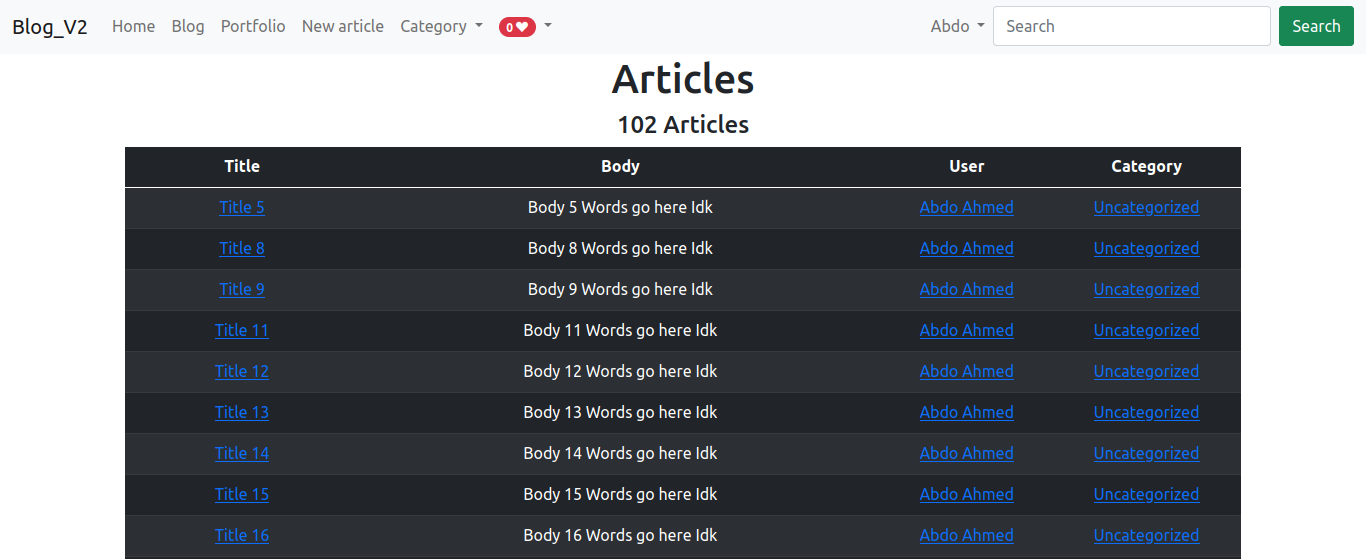 Blog_V2 Home Blog Portfolio New article Category 0 Abdo Search Search
Articles
102 Articles
Title Body User Category
Title 5 Body 5 Words go here Idk Abdo Ahmed Uncategorized
Title 8 Body 8 Words go here Idk Abdo Ahmed Uncategorized
Title 9 Body 9 Words go here Idk Abdo Ahmed Uncategorized
Title 11 Body 11 Words go here Idk Abdo Ahmed Uncategorized
Title 12 Body 12 Words go here Idk Abdo Ahmed Uncategorized
Title 13 Body 13 Words go here Idk Abdo Ahmed Uncategorized
Title 14 Body 14 Words go here Idk Abdo Ahmed Uncategorized
Title 15 Body 15 Words go here Idk Abdo Ahmed Uncategorized
Title 16 Body 16 Words go here Idk Abdo Ahmed Uncategorized